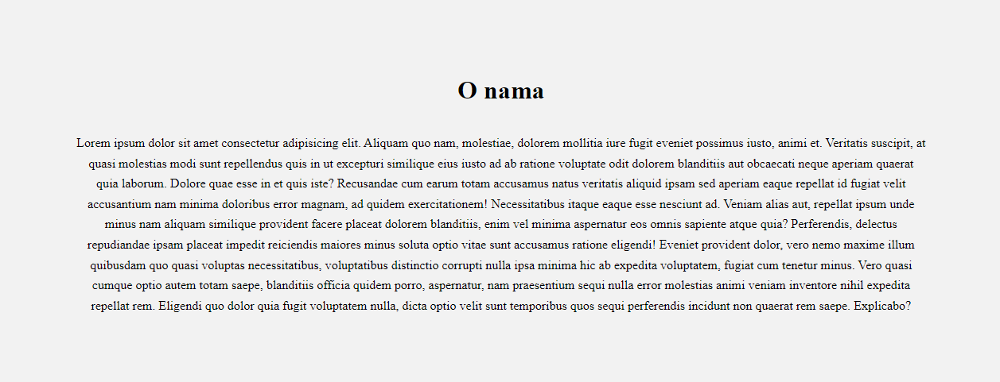 O nama
Lorem ipsum dolor sit amet consectetur adipisicing elit. Aliquam quo nam, molestiae, dolorem mollitia iure fugit eveniet possimus iusto, animi et. Veritatis suscipit, at
quasi molestias modi sunt repellendus quis in ut excepturi similique eius iusto ad ab ratione voluptate odit dolorem blanditiis aut obcaecati neque aperiam quaerat
quia laborum. Dolore quae esse in et quis iste? Recusandae cum earum totam accusamus natus veritatis aliquid ipsam sed aperiam eaque repellat id fugiat velit
accusantium nam minima doloribus error magnam, ad quidem exercitationem! Necessitatibus itaque eaque esse nesciunt ad. Veniam alias aut, repellat ipsum unde
minus nam aliquam similique provident facere placeat dolorem blanditiis, enim vel minima aspernatur eos omnis sapiente atque quia? Perferendis, delectus
repudiandae ipsam placeat impedit reiciendis maiores minus soluta optio vitae sunt accusamus ratione eligendi! Eveniet provident dolor, vero nemo maxime illum
quibusdam quo quasi voluptas necessitatibus, voluptatibus distinctio corrupti nulla ipsa minima hic ab expedita voluptatem, fugiat cum tenetur minus. Vero quasi
cumque optio autem totam saepe, blanditiis officia quidem porro, aspernatur, nam praesentium sequi nulla error molestias animi veniam inventore nihil expedita
repellat rem. Eligendi quo dolor quia fugit voluptatem nulla, dicta optio velit sunt temporibus quos sequi perferendis incidunt non quaerat rem saepe. Explicabo?